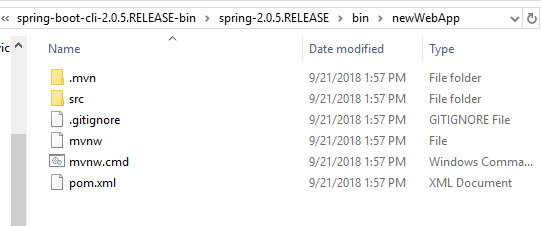 « spring-boot-cli-2.0.5.RELEASE-bin > spring-2.0.5.RELEASE > bin > newWebApp
Name Date modified Type
.mvn 9/21/2018 1:57 PM File folder
src 9/21/2018 1:57 PM File folder
.gitignore 9/21/2018 1:57 PM GITIGNORE File
mvnw 9/21/2018 1:57 PM File
mvnw.cmd 9/21/2018 1:57 PM Windows Comma...
pom.xml 9/21/2018 1:57 PM XML Document